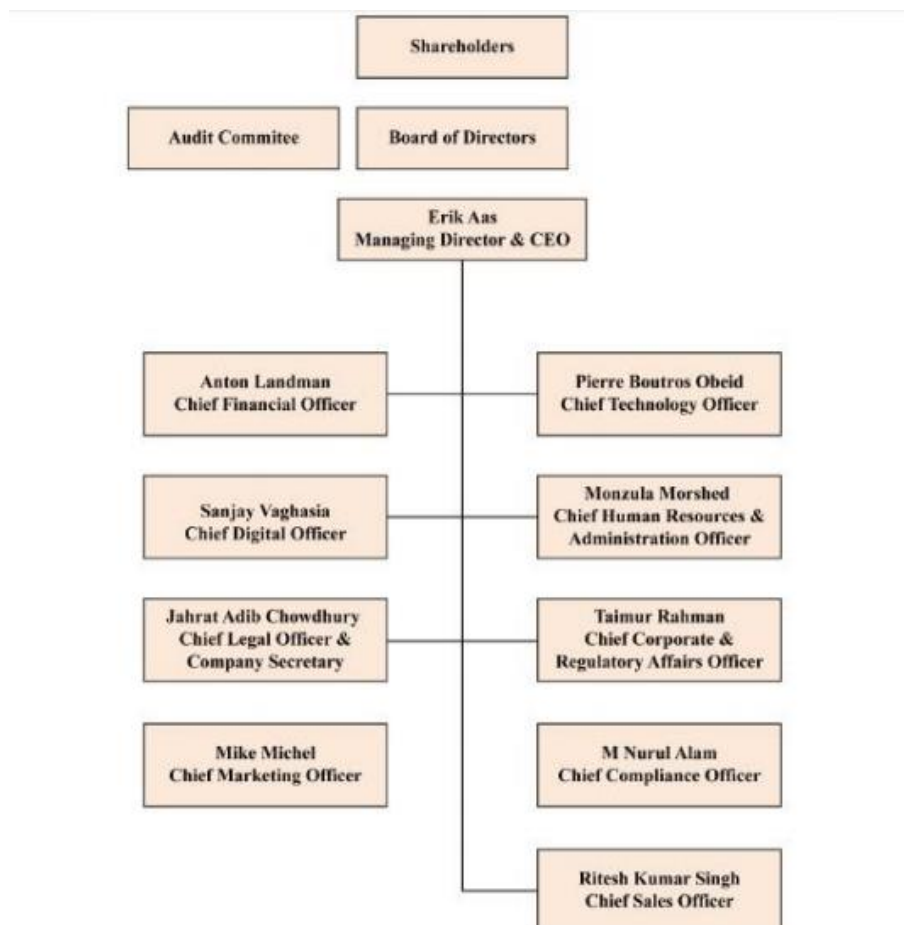 Shareholders
Audit Commitee
Board of Directors
Erik Aas
Managing Director & CEO
Anton Landman
Chief Financial Officer
Pierre Boutros Obeid
Chief Technology Officer
Sanjay Vaghasia
Chief Digital Officer
Monzula Morshed
Chief Human Resources &
Administration Officer
Jahrat Adib Chowdhury
Chief Legal Officer &
Company Secretary
Taimur Rahman
Chief Corporate &
Regulatory Affairs Officer
Mike Michel
Chief Marketing Officer
M Nurul Alam
Chief Compliance Officer
Ritesh Kumar Singh
Chief Sales Officer